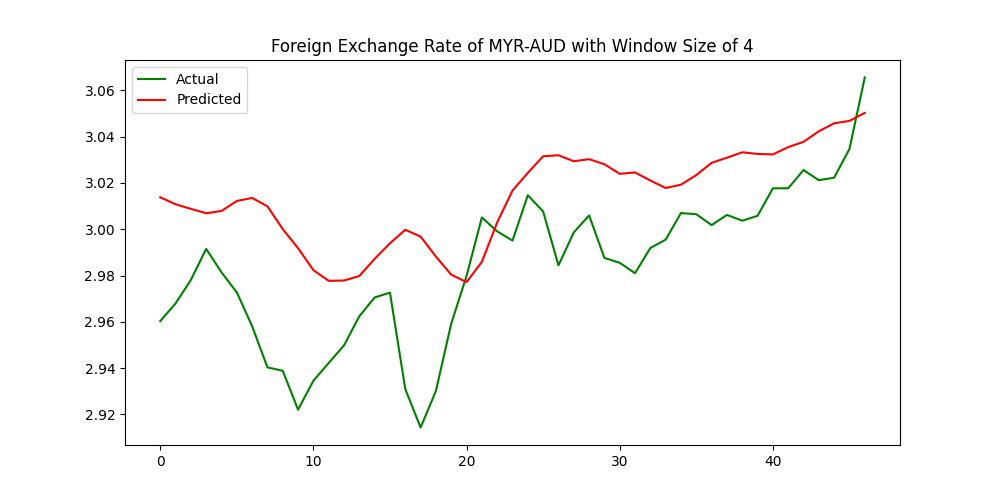 Foreign Exchange Rate of MYR-AUD with Window Size of 4
Actual
Predicted
3.06
3.04
3.02
3.00
2.98
2.96
2.94
2.92
0 10 20 30 40